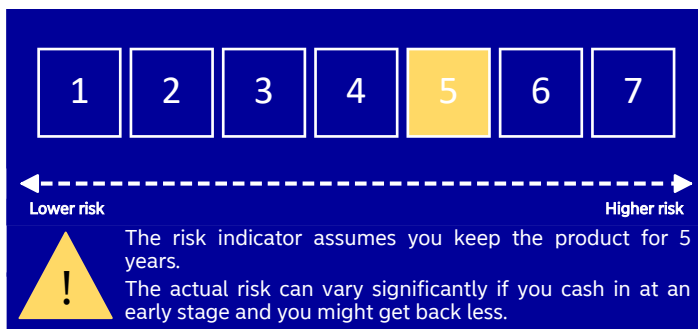 1 2 3 4 5 6 7
Lower risk Higher risk
!
The risk indicator assumes you keep the product for 5
years.
The actual risk can vary significantly if you cash in at an
early stage and you might get back less.